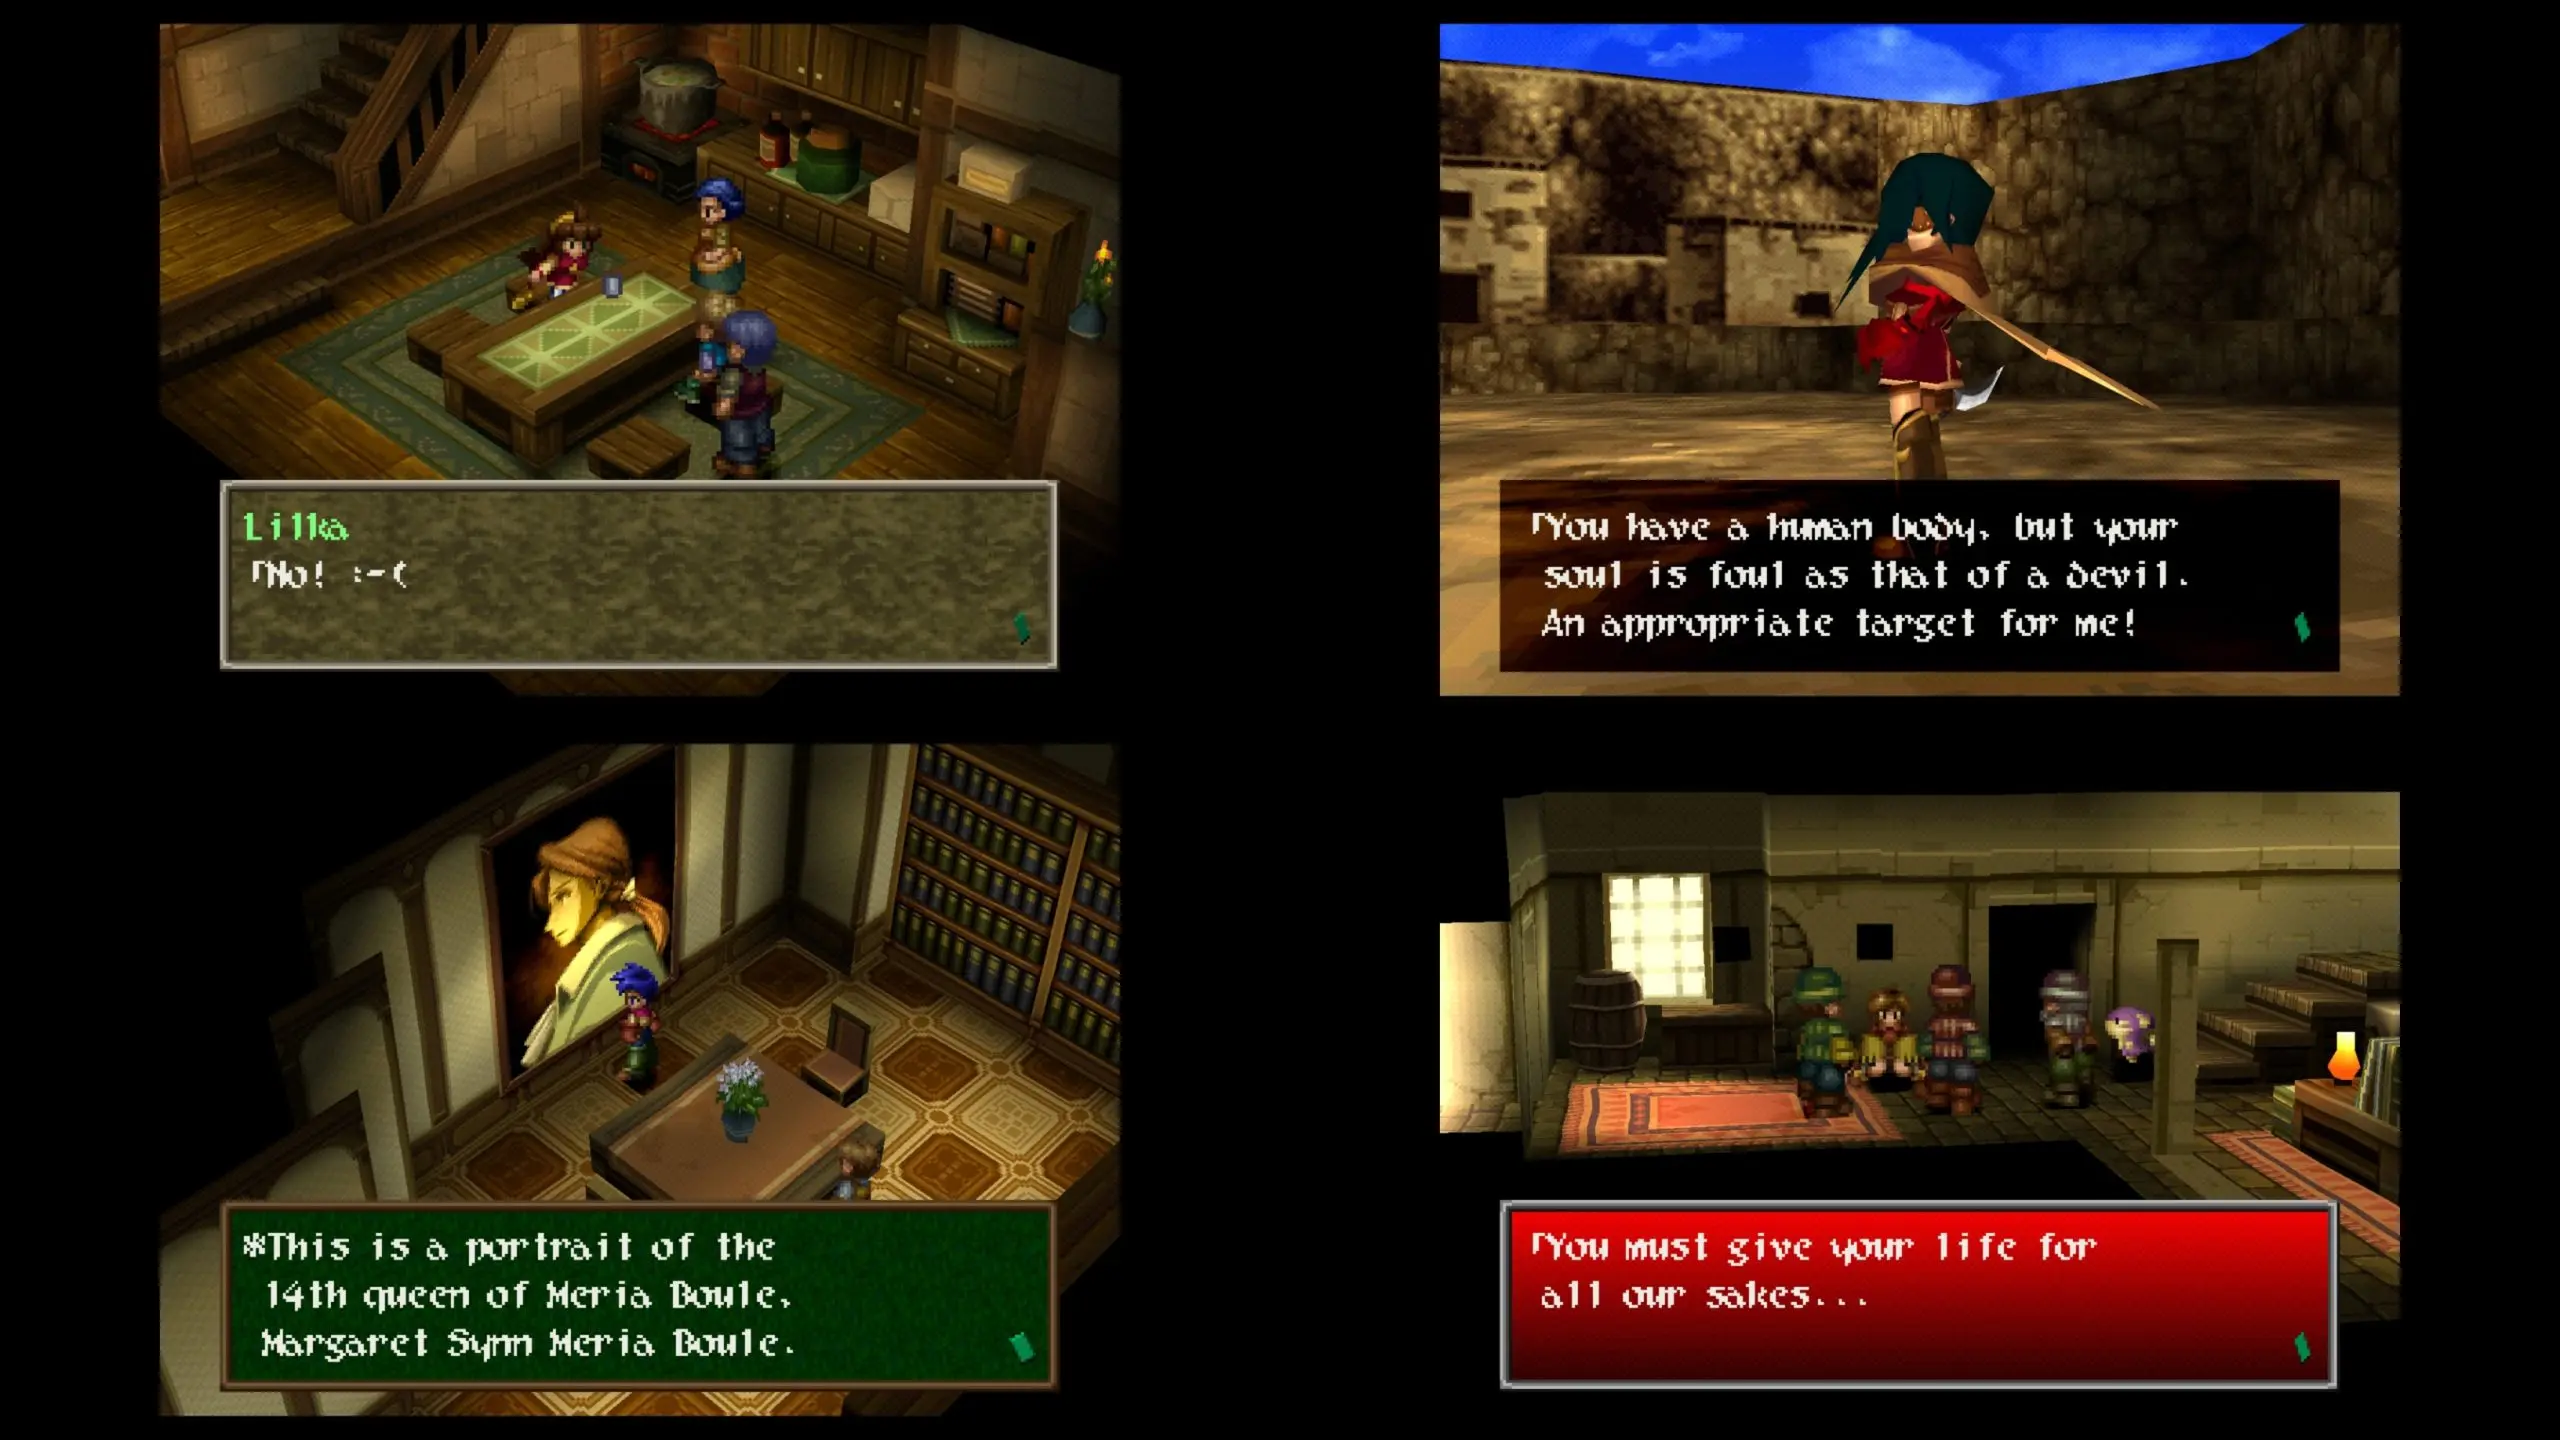 Lilka
「No! :-(
「You have a human body, but your
soul is foul as that of a devil.
An appropriate target for me!
*This is a portrait of the
14th queen of Meria Boule,
Margaret Synn Meria Boule.
「You must give your life for
all our sakes...